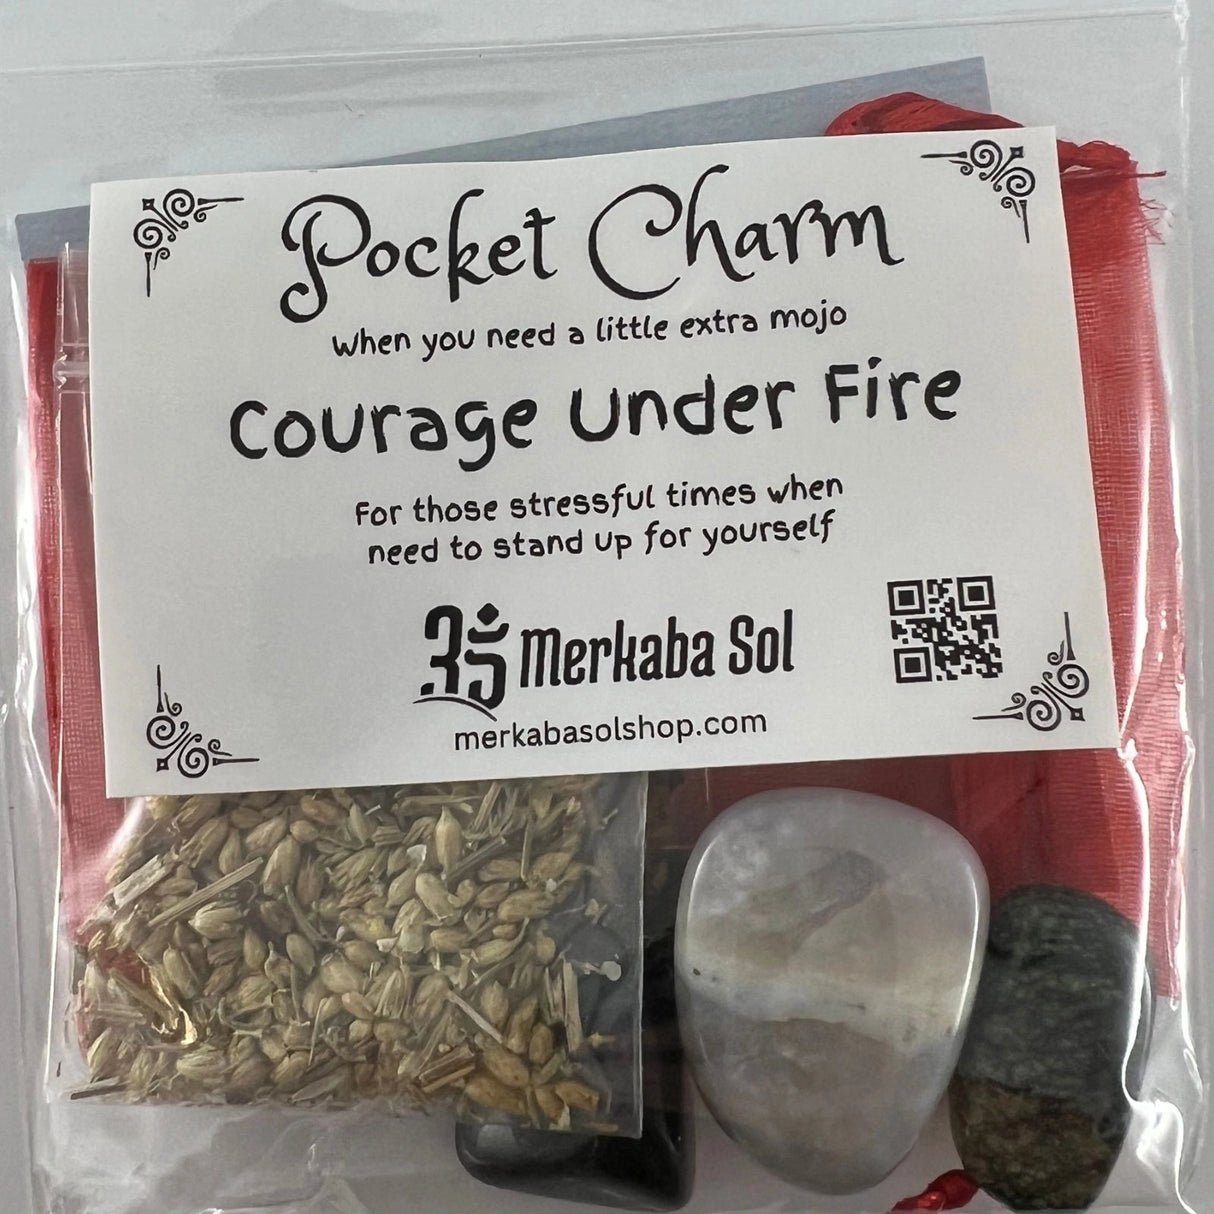 Pocket Charm
When you need a little extra mojo
Courage Under Fire
For those stressful times when
need to stand up for yourself
Merkaba Sol
merkabasolshop.com